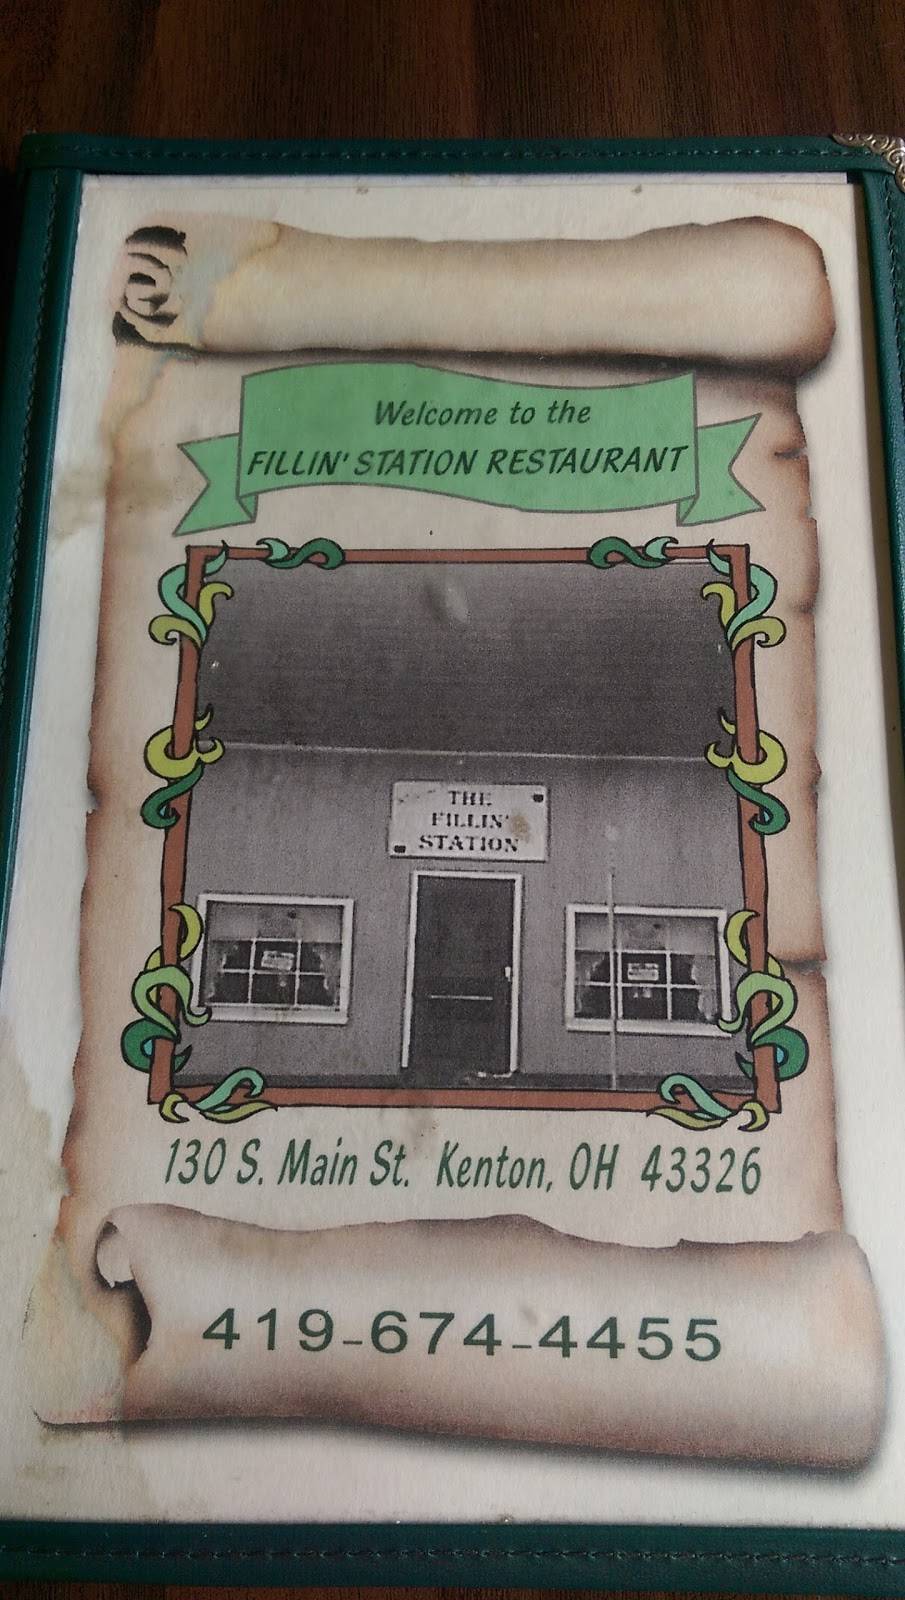 Welcome to the
FILLIN' STATION RESTAURANT
THE
FILLIN'
STATION
130 S. Main St. Kenton, OH 43326
419-674-4455